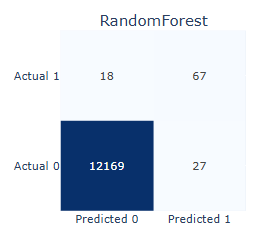 RandomForest
Actual 1 18 67
Actual 0 12169 27
Predicted 0 Predicted 1